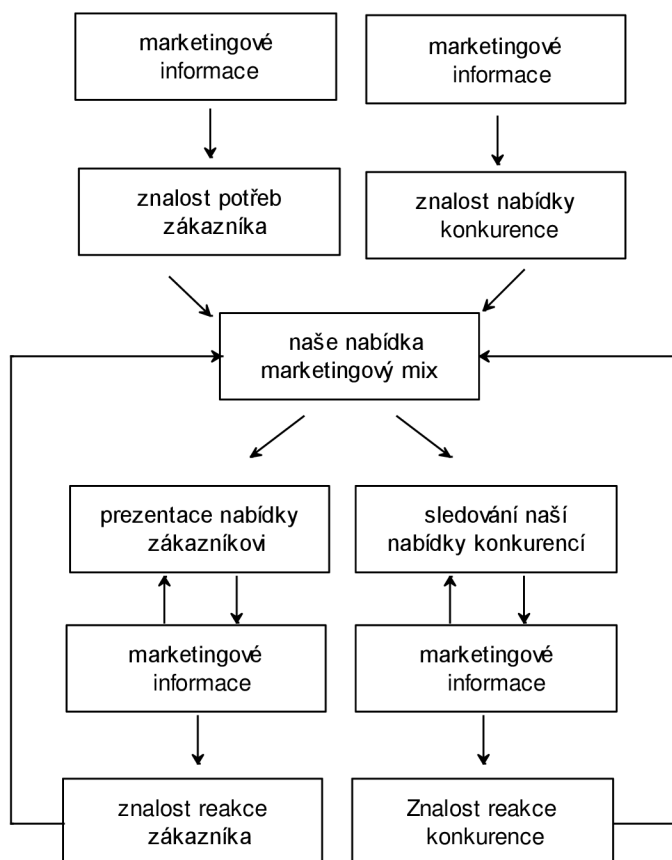 marketingové
informace
marketingové
informace
znalost potřeb
zákazníka
znalost nabídky
konkurence
naše nabídka
marketingový mix
prezentace nabídky
zákazníkovi
sledování naší
nabídky konkurencí
marketingové
informace
marketingové
informace
znalost reakce
zákazníka
Znalost reakce
konkurence